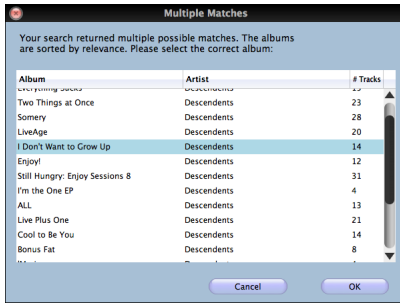 Multiple Matches
Your search returned multiple possible matches. The albums
are sorted by relevance. Please select the correct album:
Album Artist # Tracks
Everything Sucks Descendents 15
Two Things at Once Descendents 23
Somery Descendents 28
LiveAge Descendents 20
I Don't Want to Grow Up Descendents 14
Enjoy! Descendents 12
Still Hungry: Enjoy Sessions 8 Descendents 31
I'm the One EP Descendents 4
ALL Descendents 13
Live Plus One Descendents 21
Cool to Be You Descendents 14
Bonus Fat Descendents 8
Cancel OK